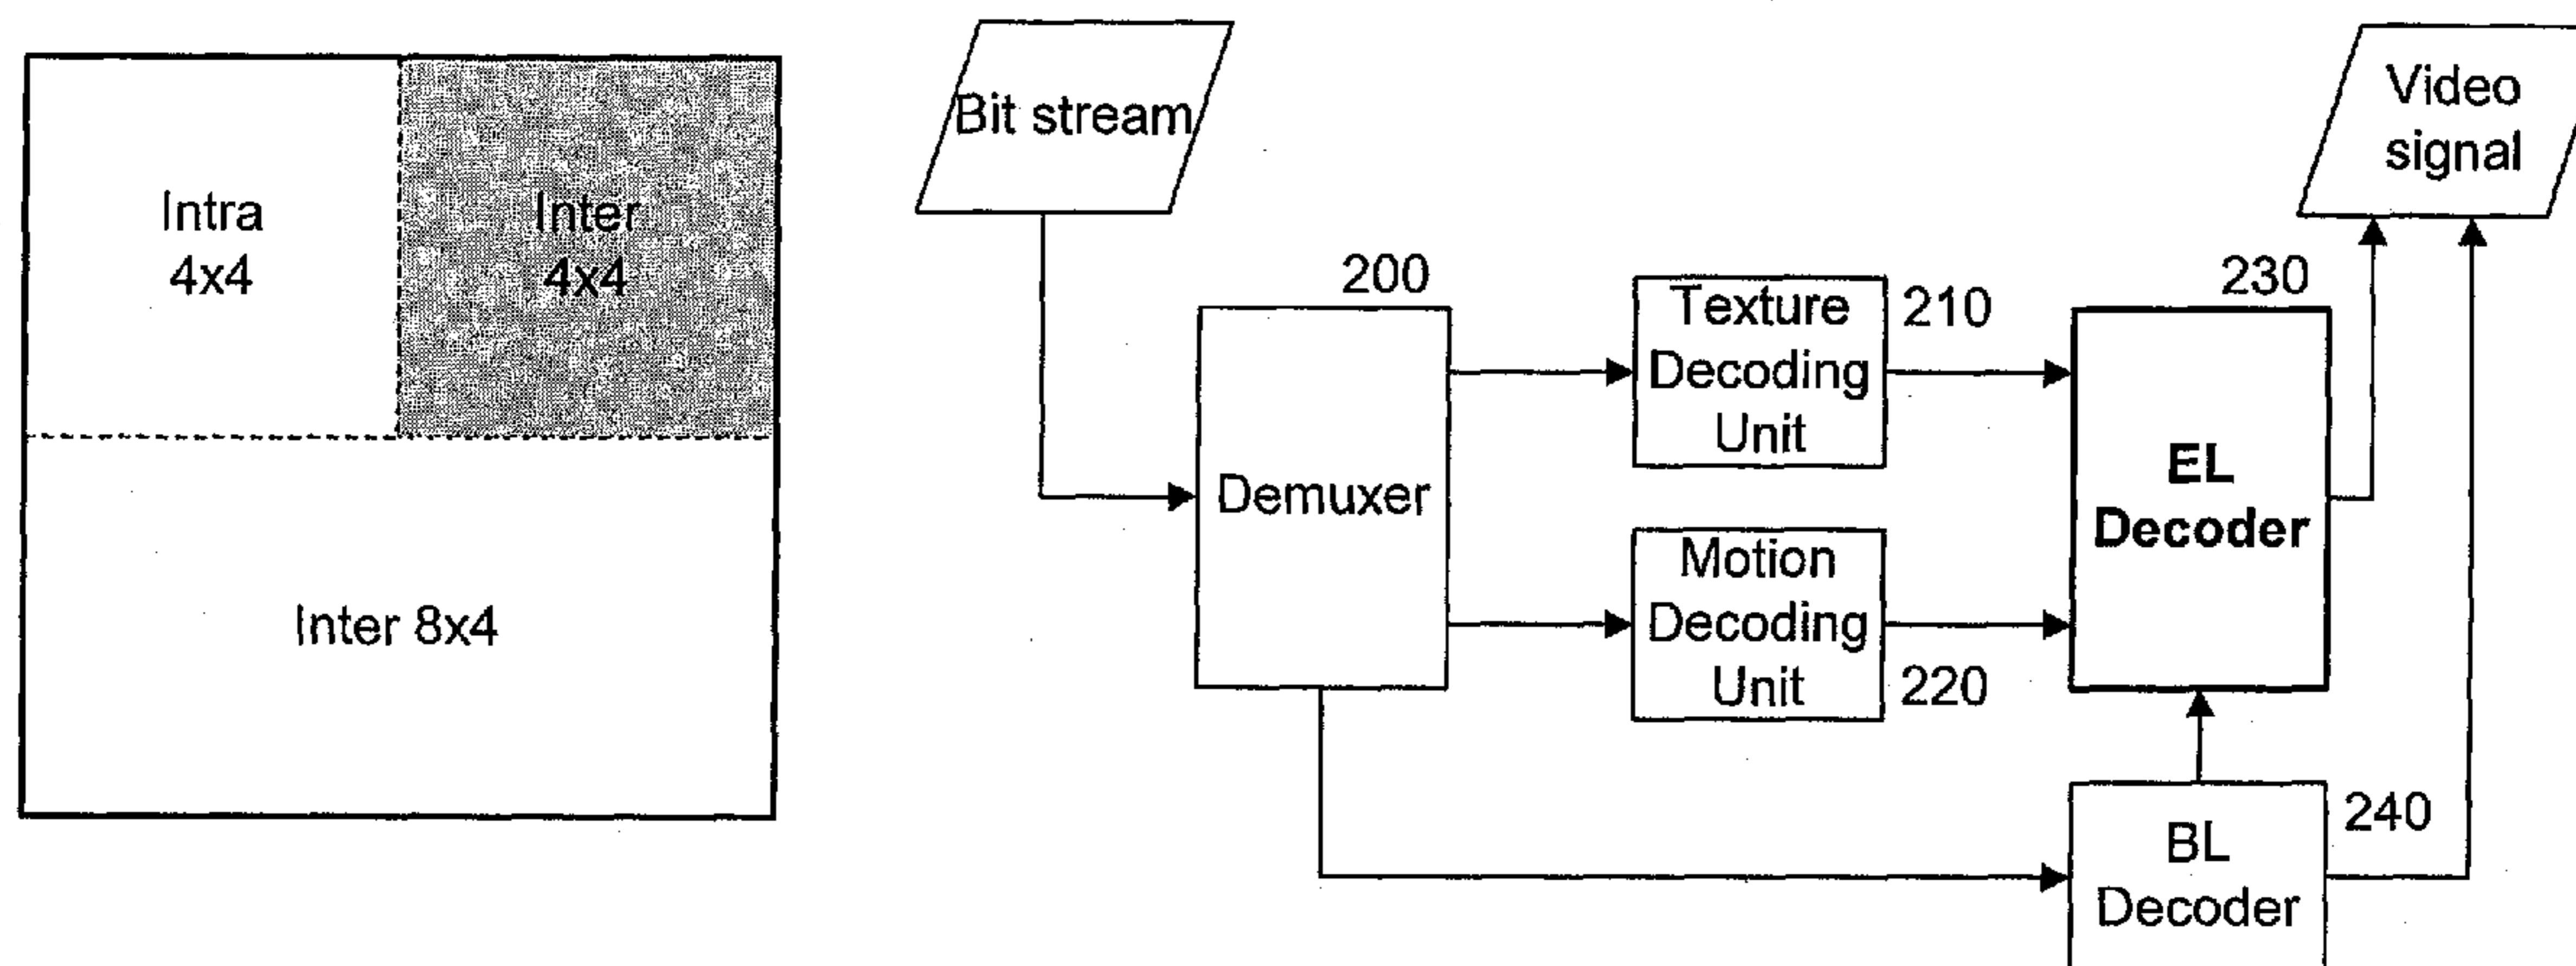 Intra
4x4
Inter
4x4
Inter 8x4
Bit stream
Video
signal
200
Demuxer
Texture
Decoding
Unit
210
Motion
Decoding
Unit
220
230
EL
Decoder
BL
Decoder
240